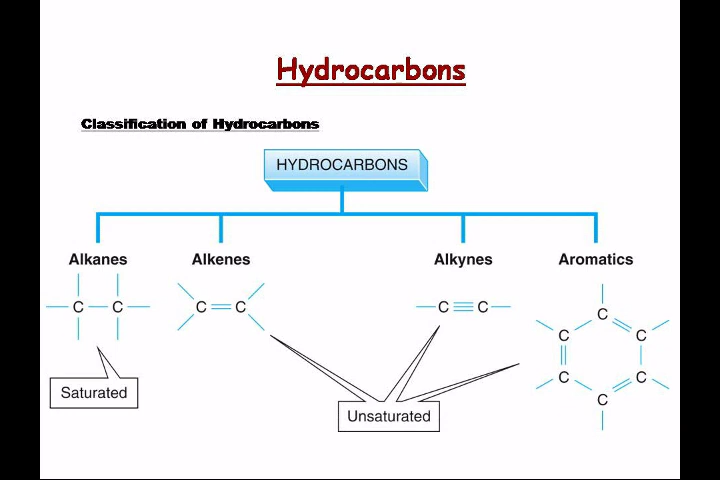 Hydrocarbons
Classification of Hydrocarbons
HYDROCARBONS
Alkanes Alkenes Alkynes Aromatics
C C C C C C C
C C
C C
C
Saturated
Unsaturated